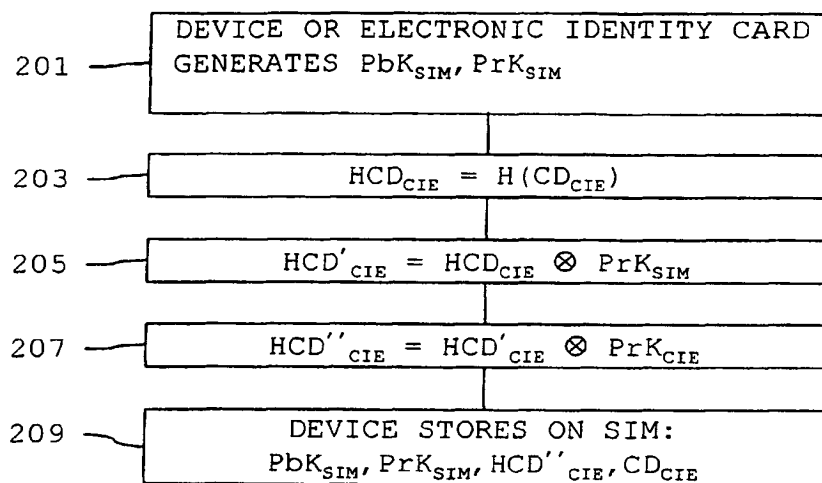 DEVICE OR ELECTRONIC IDENTITY CARD
201 GENERATES PbK_SIM, PrK_SIM
203 HCD_CIE = H(CD_CIE)
205 HCD'_CIE = HCD_CIE ⊗ PrK_SIM
207 HCD''_CIE = HCD'_CIE ⊗ PrK_CIE
209 DEVICE STORES ON SIM:
PbK_SIM, PrK_SIM, HCD''_CIE, CD_CIE